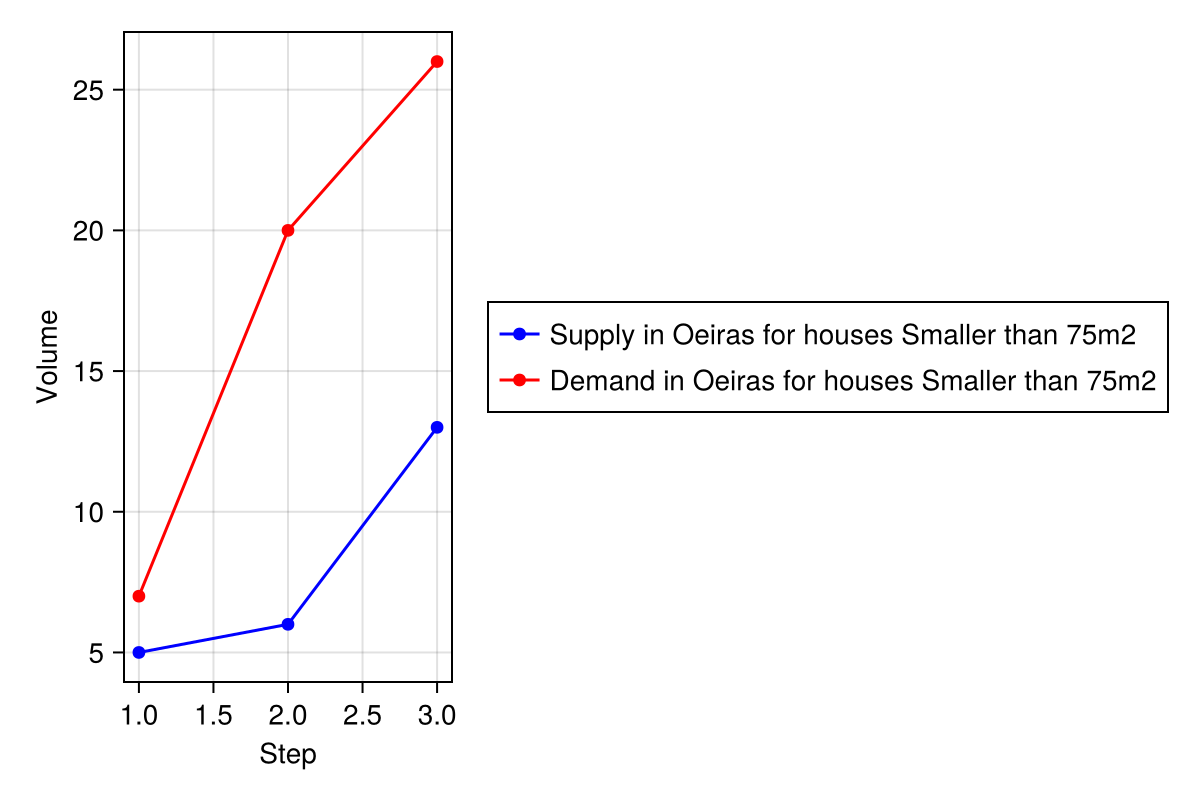 25
20
15
10
5
Volume
1.0 1.5 2.0 2.5 3.0
Step
Supply in Oeiras for houses Smaller than 75m2
Demand in Oeiras for houses Smaller than 75m2